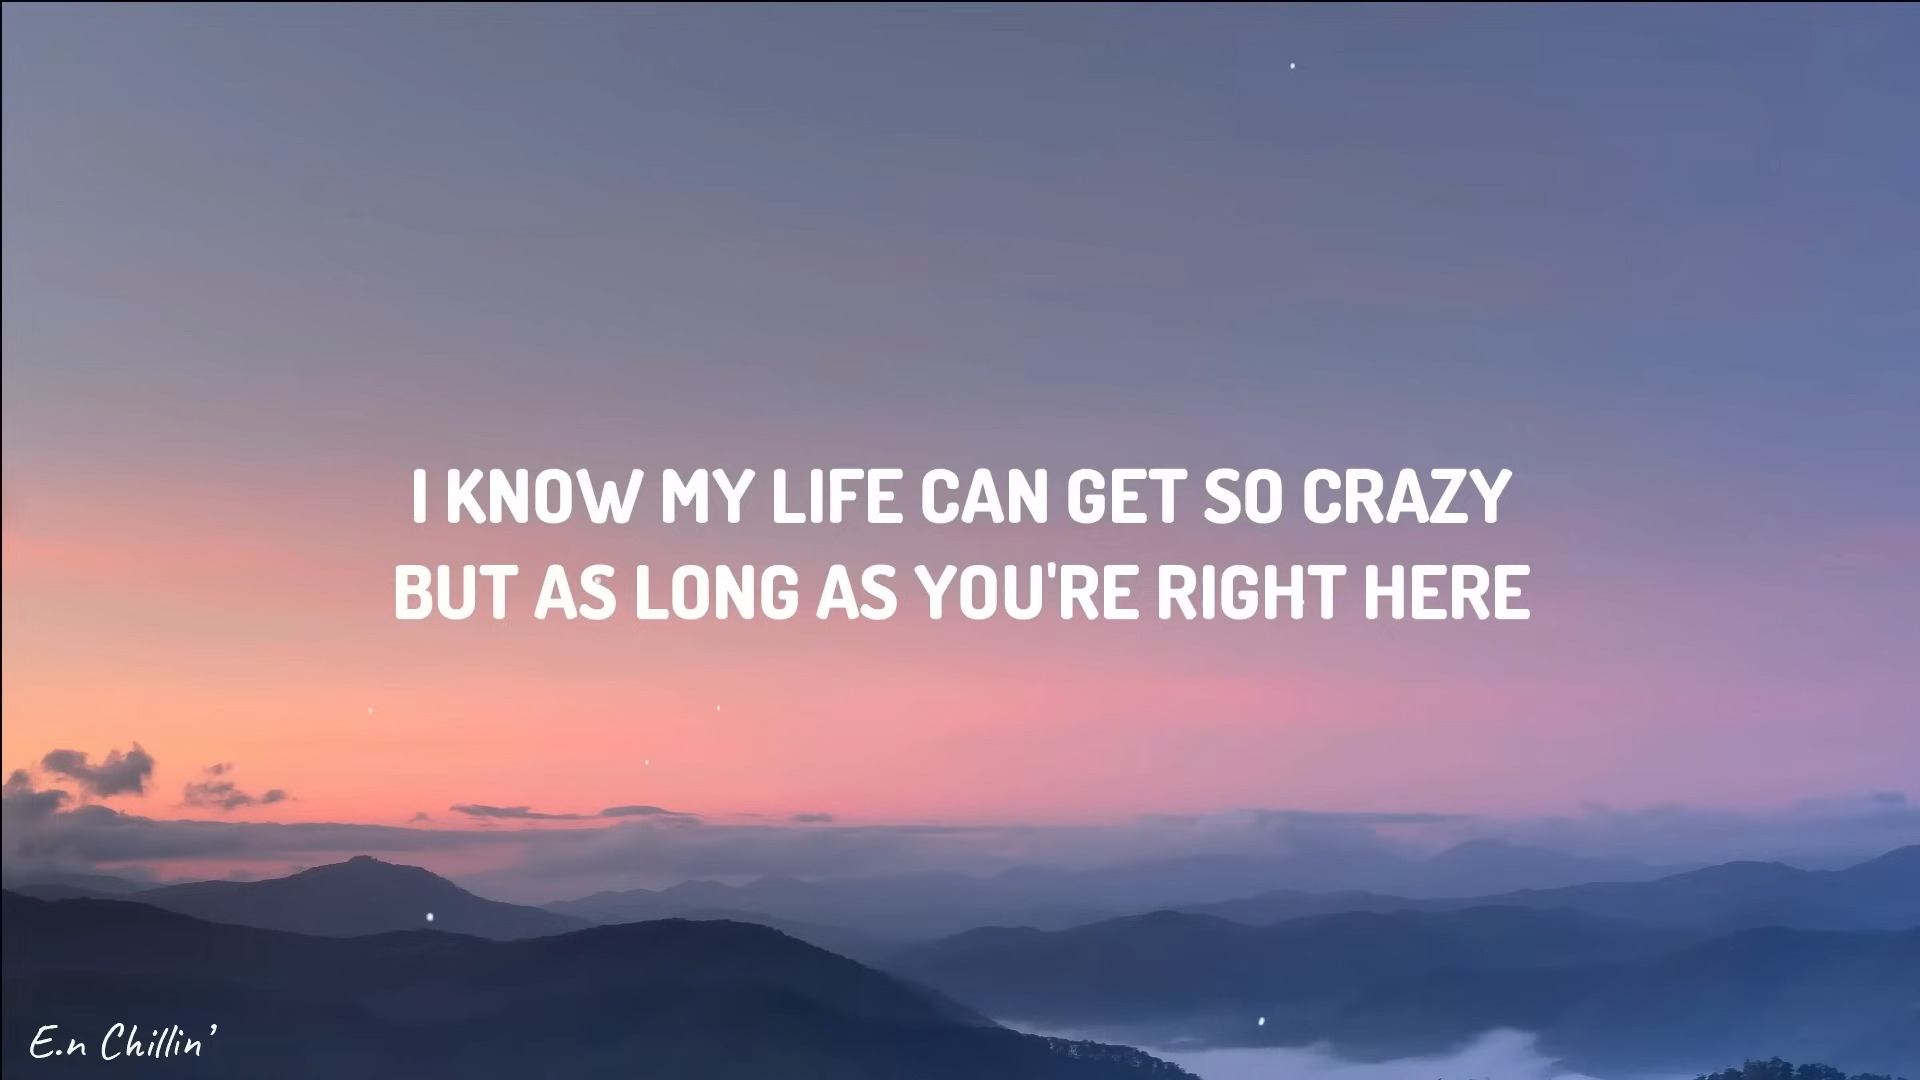 I KNOW MY LIFE CAN GET SO CRAZY
BUT AS LONG AS YOU'RE RIGHT HERE
E.n Chillin'